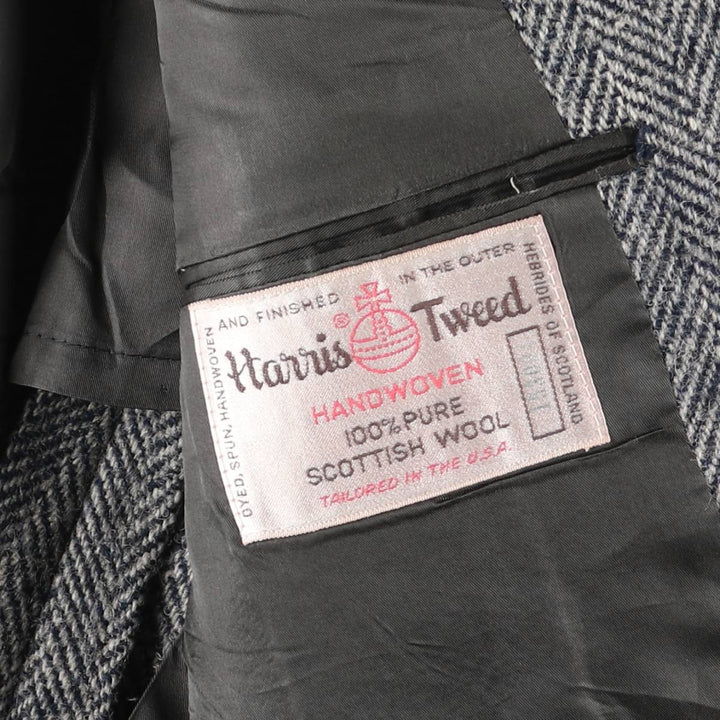 DYED, SPUN, HANDWOVEN AND FINISHED IN THE OUTER HEBRIDES OF SCOTLAND
Harris ® Tweed
HANDWOVEN
100% PURE
SCOTTISH WOOL
TAILORED IN THE U.S.A.